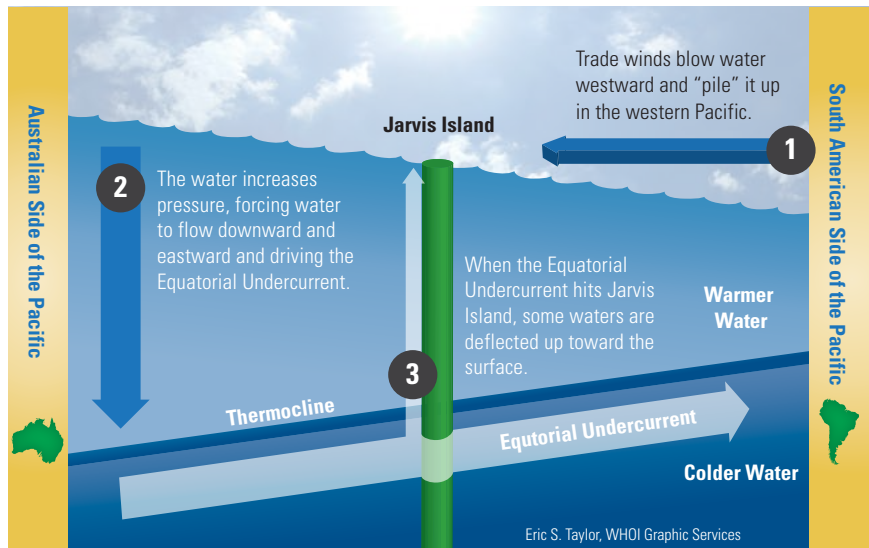 Australian Side of the Pacific
South American Side of the Pacific
Trade winds blow water
westward and “pile” it up
in the western Pacific.
1
Jarvis Island
2
The water increases
pressure, forcing water
to flow downward and
eastward and driving the
Equatorial Undercurrent.
When the Equatorial
Undercurrent hits Jarvis
Island, some waters are
deflected up toward the
surface.
3
Warmer
Water
Thermocline
Equtorial Undercurrent
Colder Water
Eric S. Taylor, WHOI Graphic Services